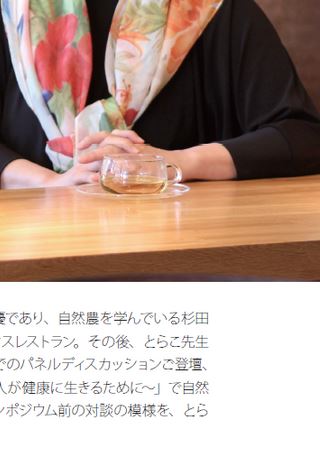 優であり、自然農を学んでいる杉田
スレストラン。その後、とらこ先生
でのパネルディスカッションご登壇、
人が健康に生きるために〜」で自然
ンポジウム前の対談の模様を、とら